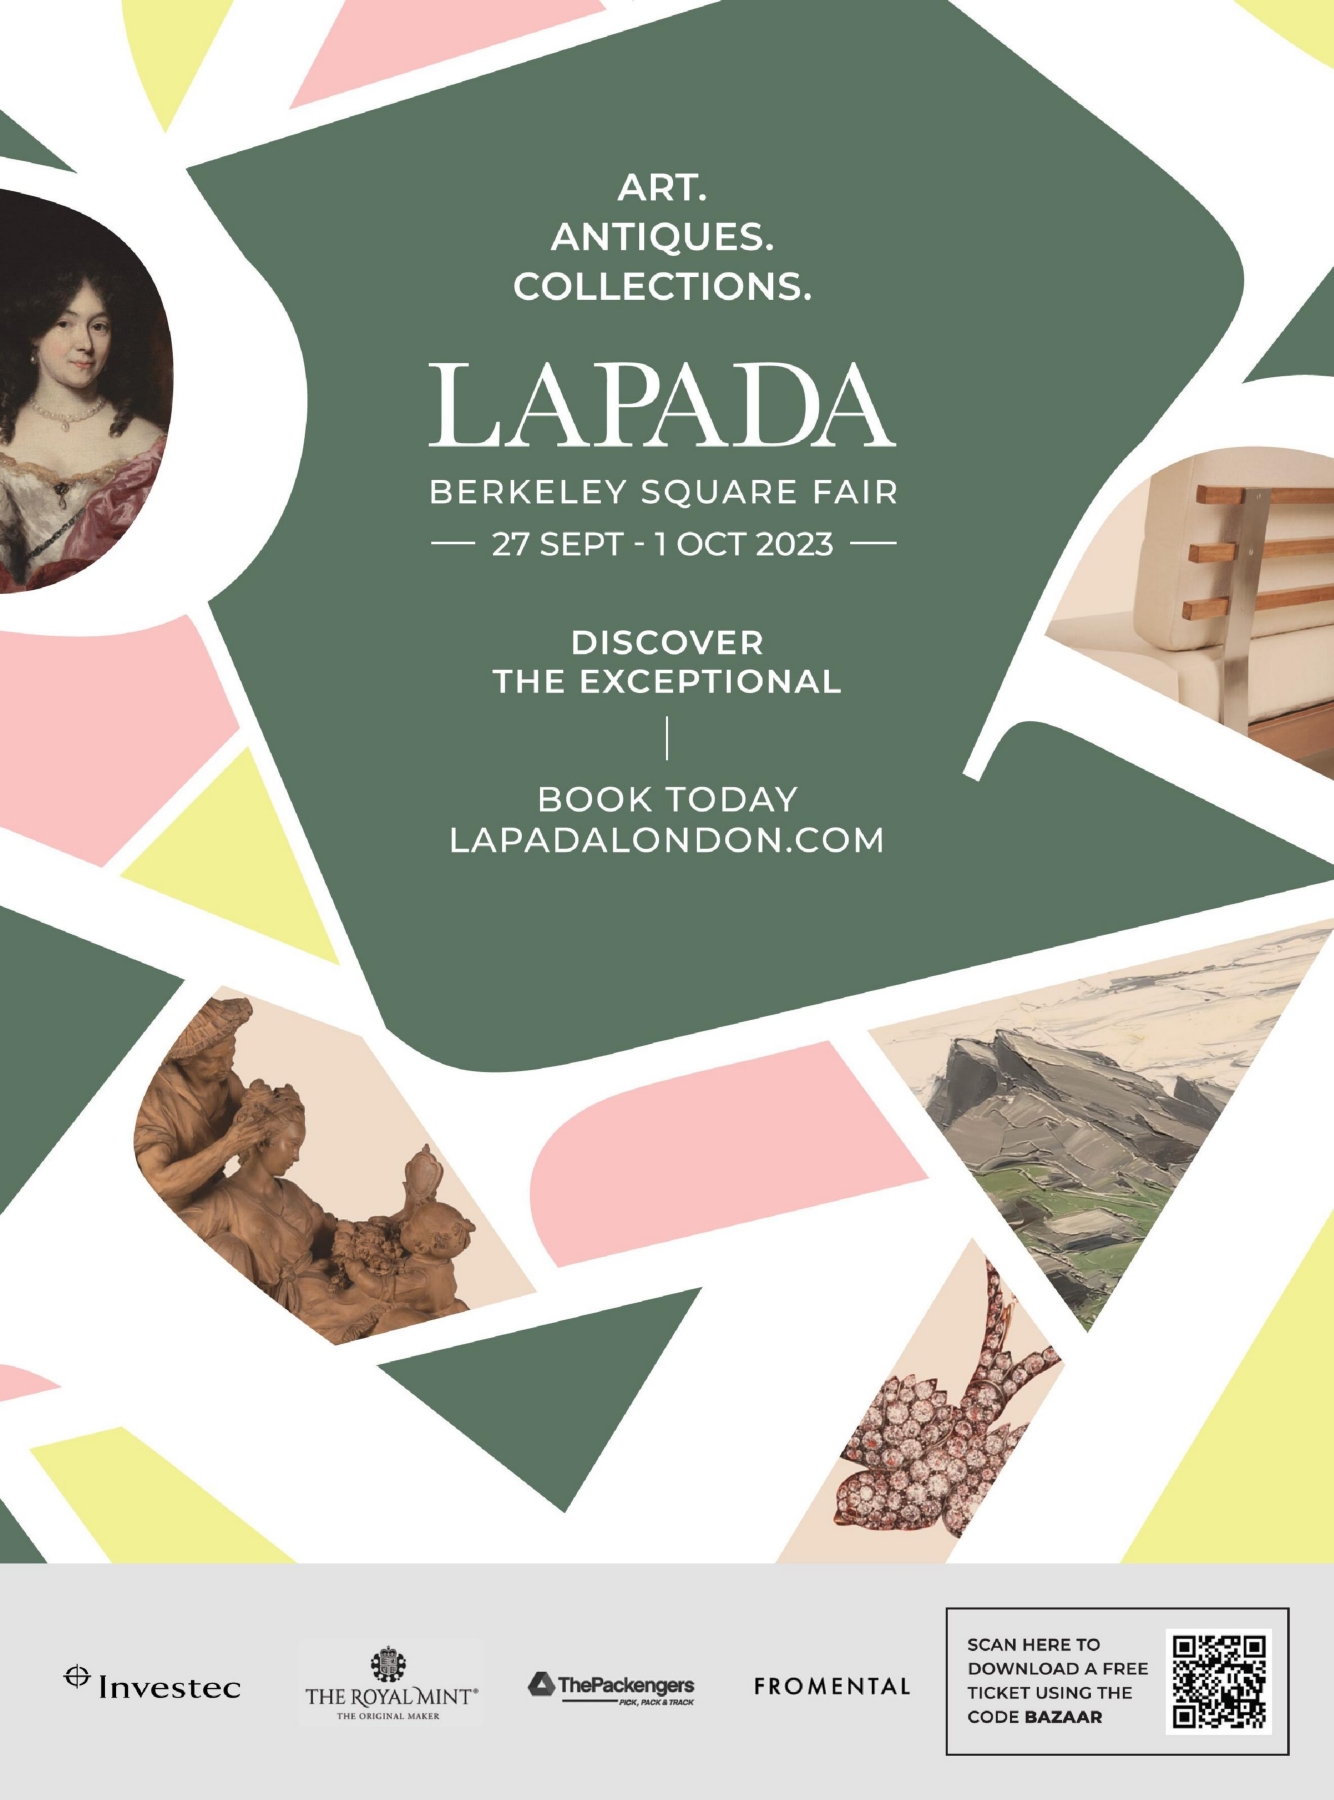 ART.
ANTIQUES.
COLLECTIONS.
LAPADA
BERKELEY SQUARE FAIR
27 SEPT - 1 OCT 2023
DISCOVER
THE EXCEPTIONAL
BOOK TODAY
LAPADALONDON.COM
Investec
THE ROYAL MINT®
THE ORIGINAL MAKER
ThePackengers
PICK, PACK & TRACK
FROMENTAL
SCAN HERE TO
DOWNLOAD A FREE
TICKET USING THE
CODE BAZAAR